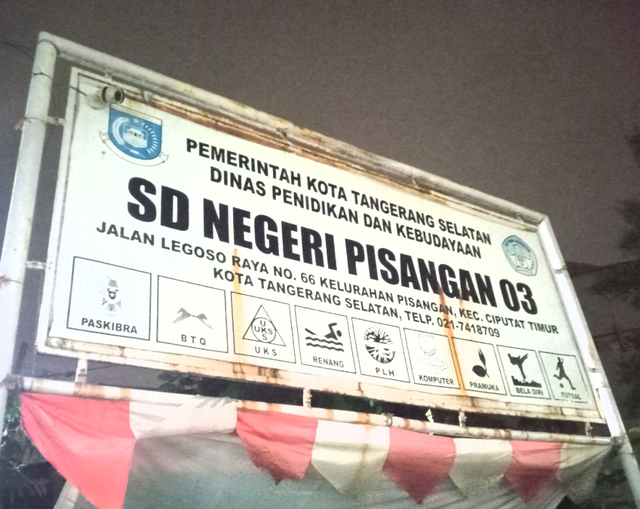 PEMERINTAH KOTA TANGERANG SELATAN
DINAS PENIDIKAN DAN KEBUDAYAAN
SD NEGERI PISANGAN 03
JALAN LEGOSO RAYA NO. 66 KELURAHAN PISANGAN, KEC. CIPUTAT TIMUR
KOTA TANGERANG SELATAN, TELP. 021-7418709
PASKIBRA
BTQ
U
UKS
S
UKS
RENANG
PLH
KOMPUTER
PRAMUKA
BELA DIRI
FUTSAL